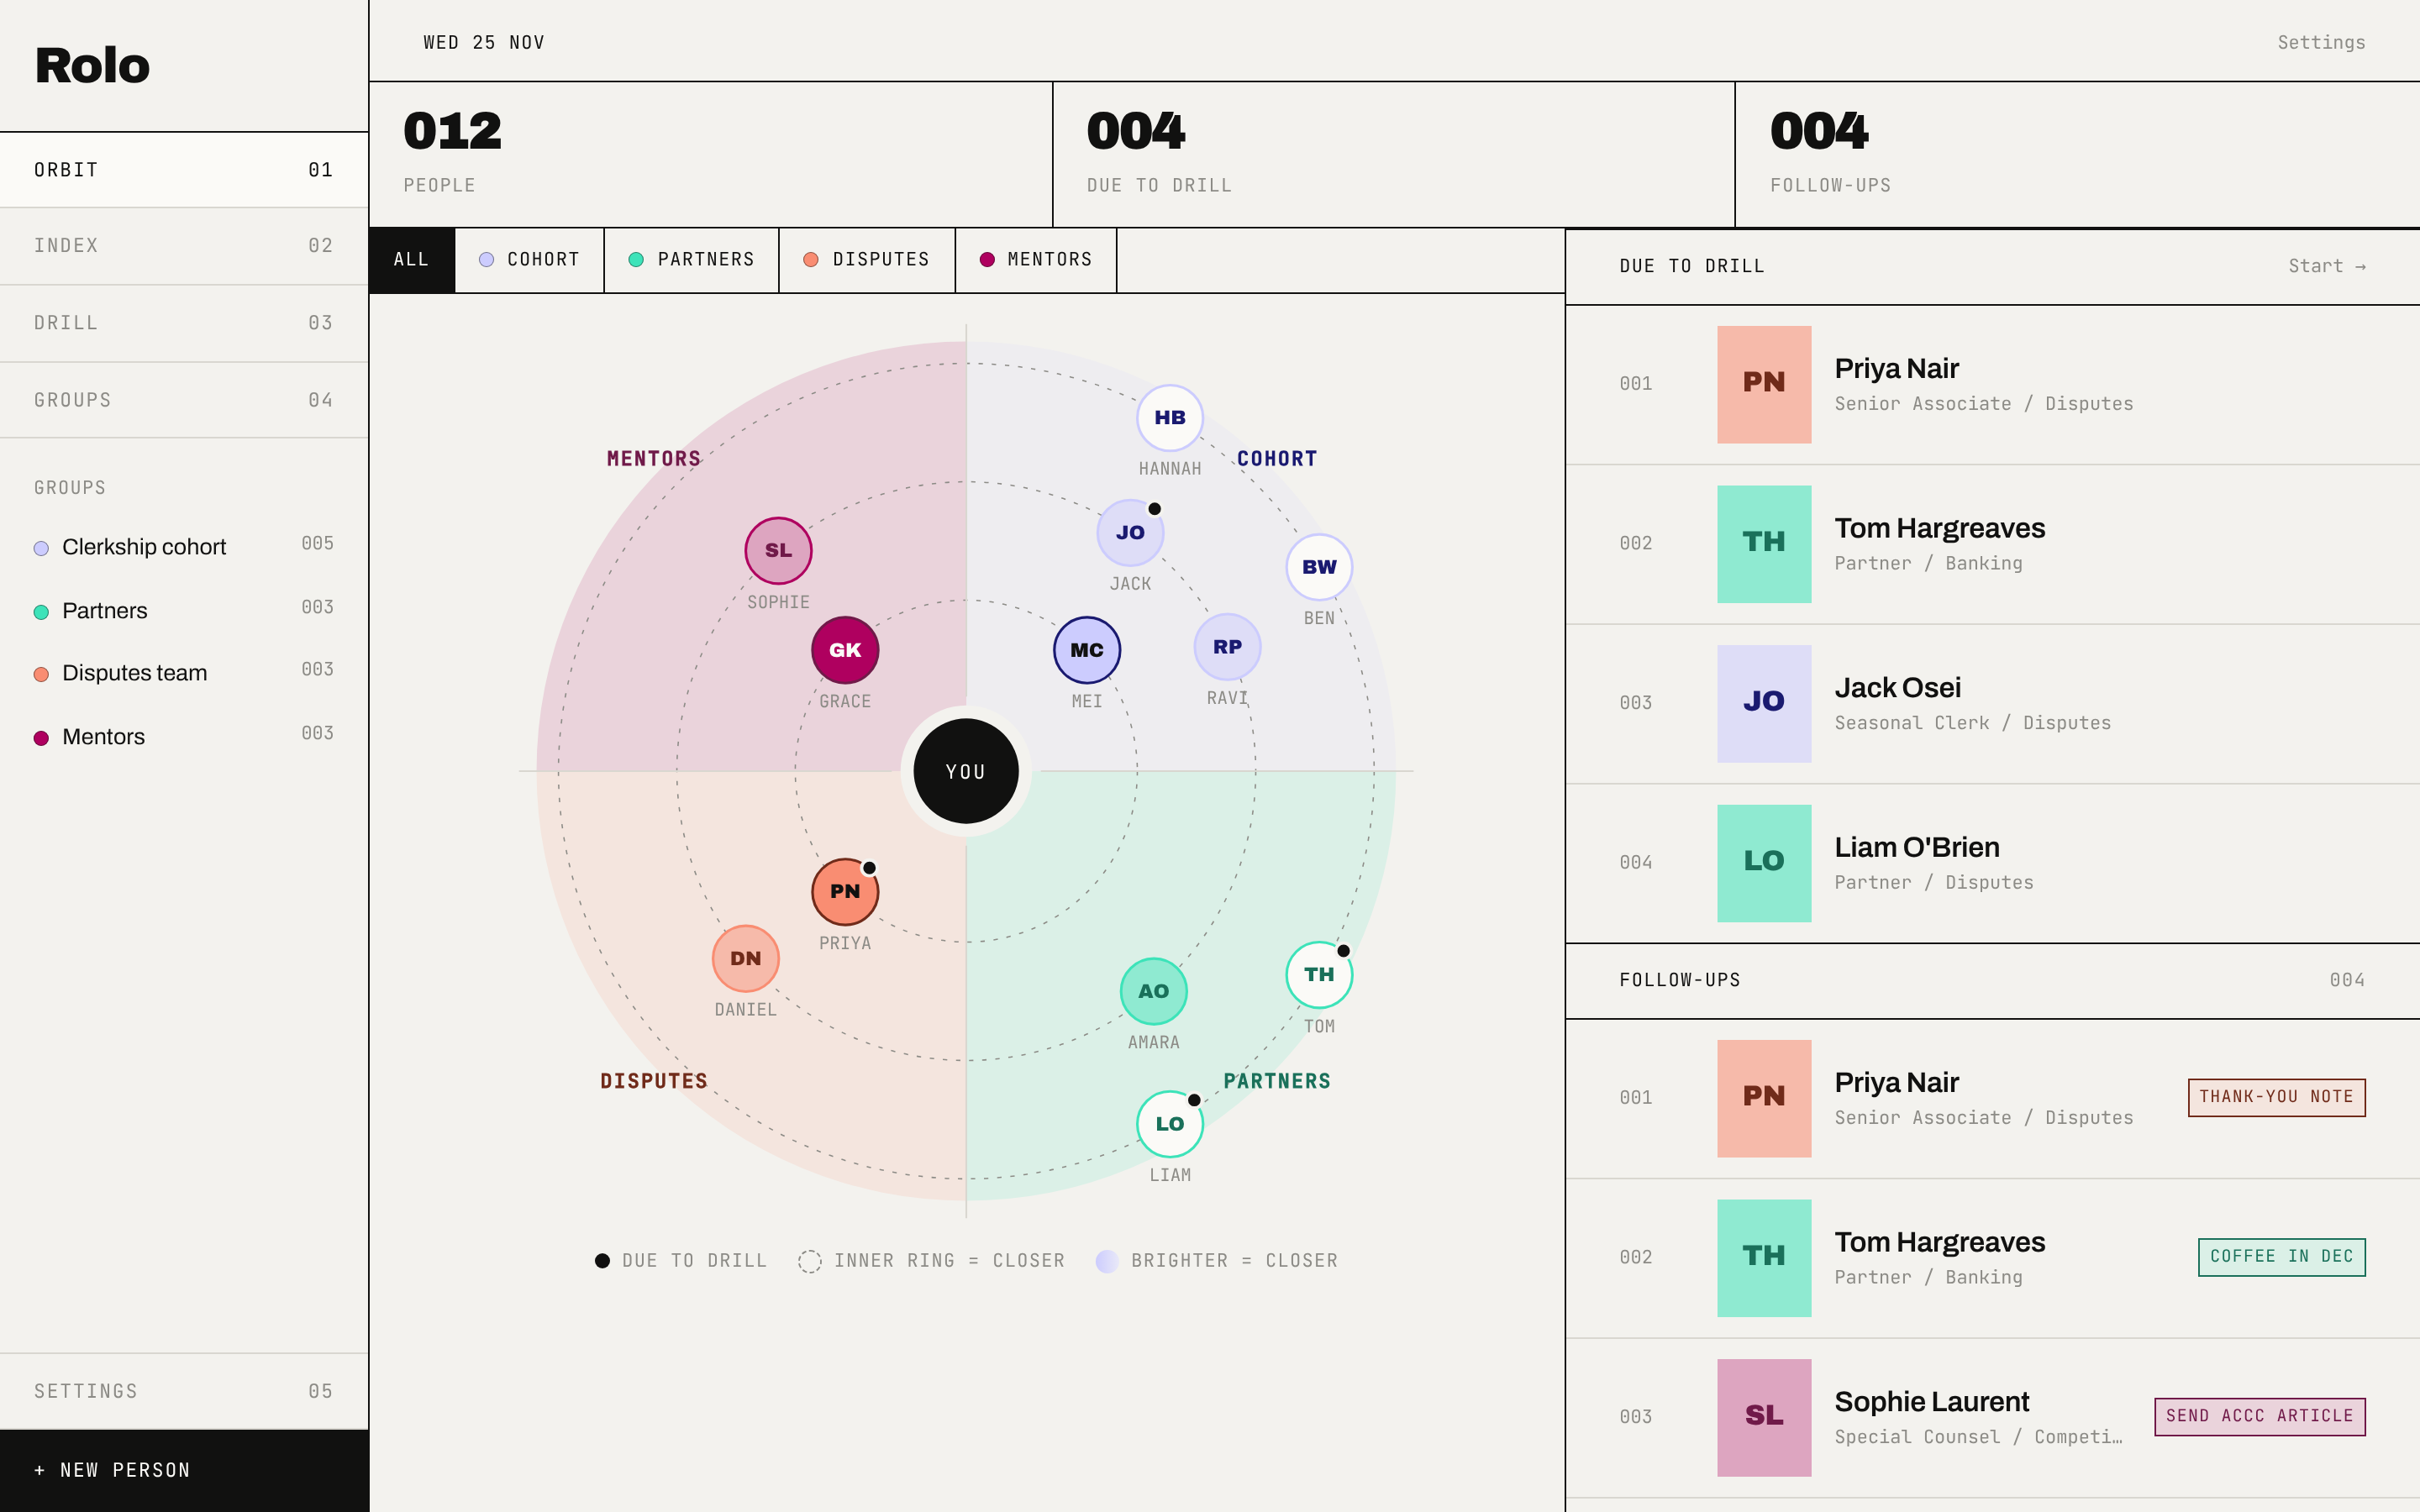 Rolo
ORBIT 01
INDEX 02
DRILL 03
GROUPS 04
GROUPS
Clerkship cohort 005
Partners 003
Disputes team 003
Mentors 003
SETTINGS 05
+ NEW PERSON
WED 25 NOV
Settings
012
PEOPLE
004
DUE TO DRILL
004
FOLLOW-UPS
ALL
COHORT
PARTNERS
DISPUTES
MENTORS
MENTORS
COHORT
HB
HANNAH
JO
JACK
SL
SOPHIE
BW
BEN
GK
GRACE
MC
MEI
RP
RAVI
YOU
PN
PRIYA
DN
DANIEL
AO
AMARA
TH
TOM
DISPUTES
PARTNERS
LO
LIAM
DUE TO DRILL
INNER RING = CLOSER
BRIGHTER = CLOSER
DUE TO DRILL
Start →
001
PN
Priya Nair
Senior Associate / Disputes
002
TH
Tom Hargreaves
Partner / Banking
003
JO
Jack Osei
Seasonal Clerk / Disputes
004
LO
Liam O'Brien
Partner / Disputes
FOLLOW-UPS
004
001
PN
Priya Nair
Senior Associate / Disputes
THANK-YOU NOTE
002
TH
Tom Hargreaves
Partner / Banking
COFFEE IN DEC
003
SL
Sophie Laurent
Special Counsel / Competi…
SEND ACCC ARTICLE